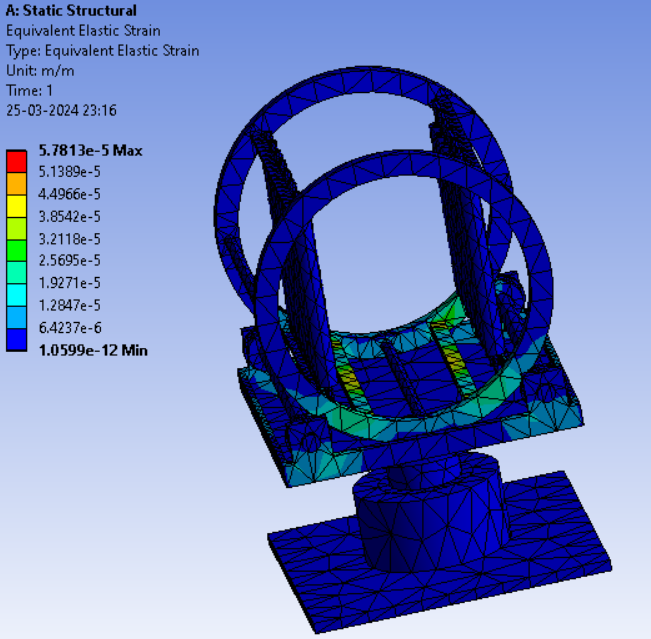 A: Static Structural
Equivalent Elastic Strain
Type: Equivalent Elastic Strain
Unit: m/m
Time: 1
25-03-2024 23:16
5.7813e-5 Max
5.1389e-5
4.4966e-5
3.8542e-5
3.2118e-5
2.5695e-5
1.9271e-5
1.2847e-5
6.4237e-6
1.0599e-12 Min